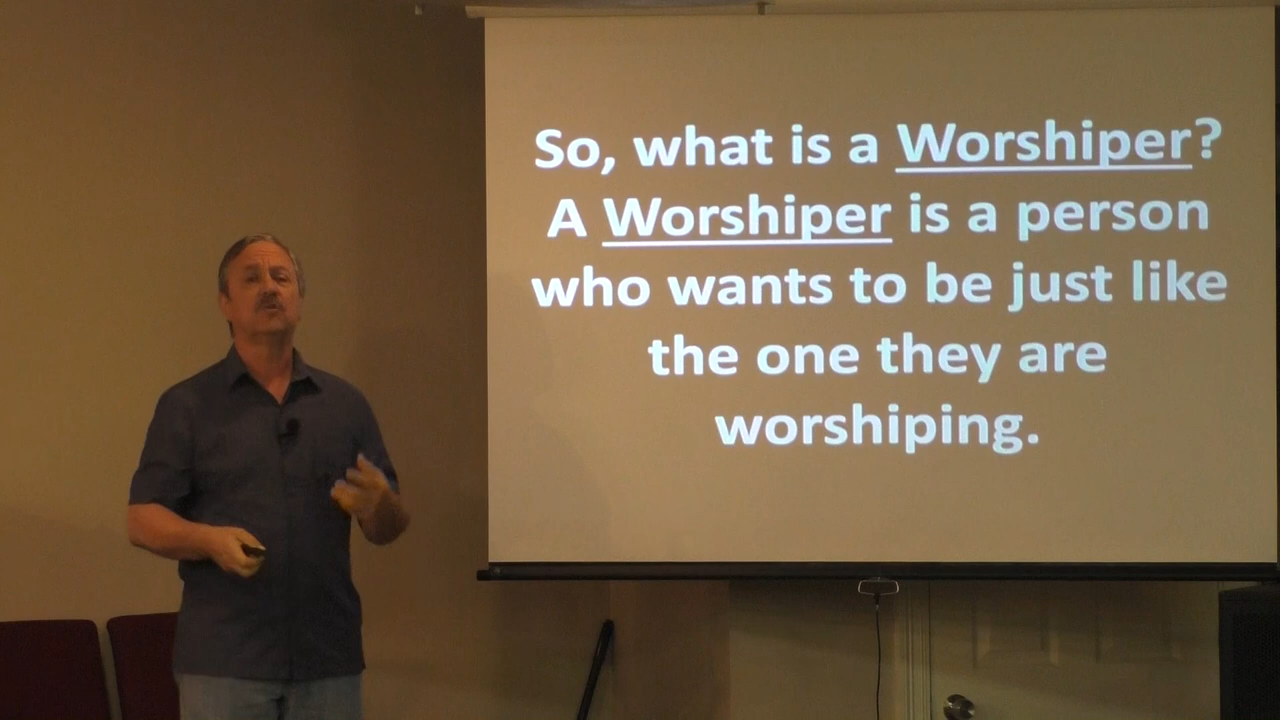 So, what is a Worshiper?
A Worshiper is a person
who wants to be just like
the one they are
worshiping.